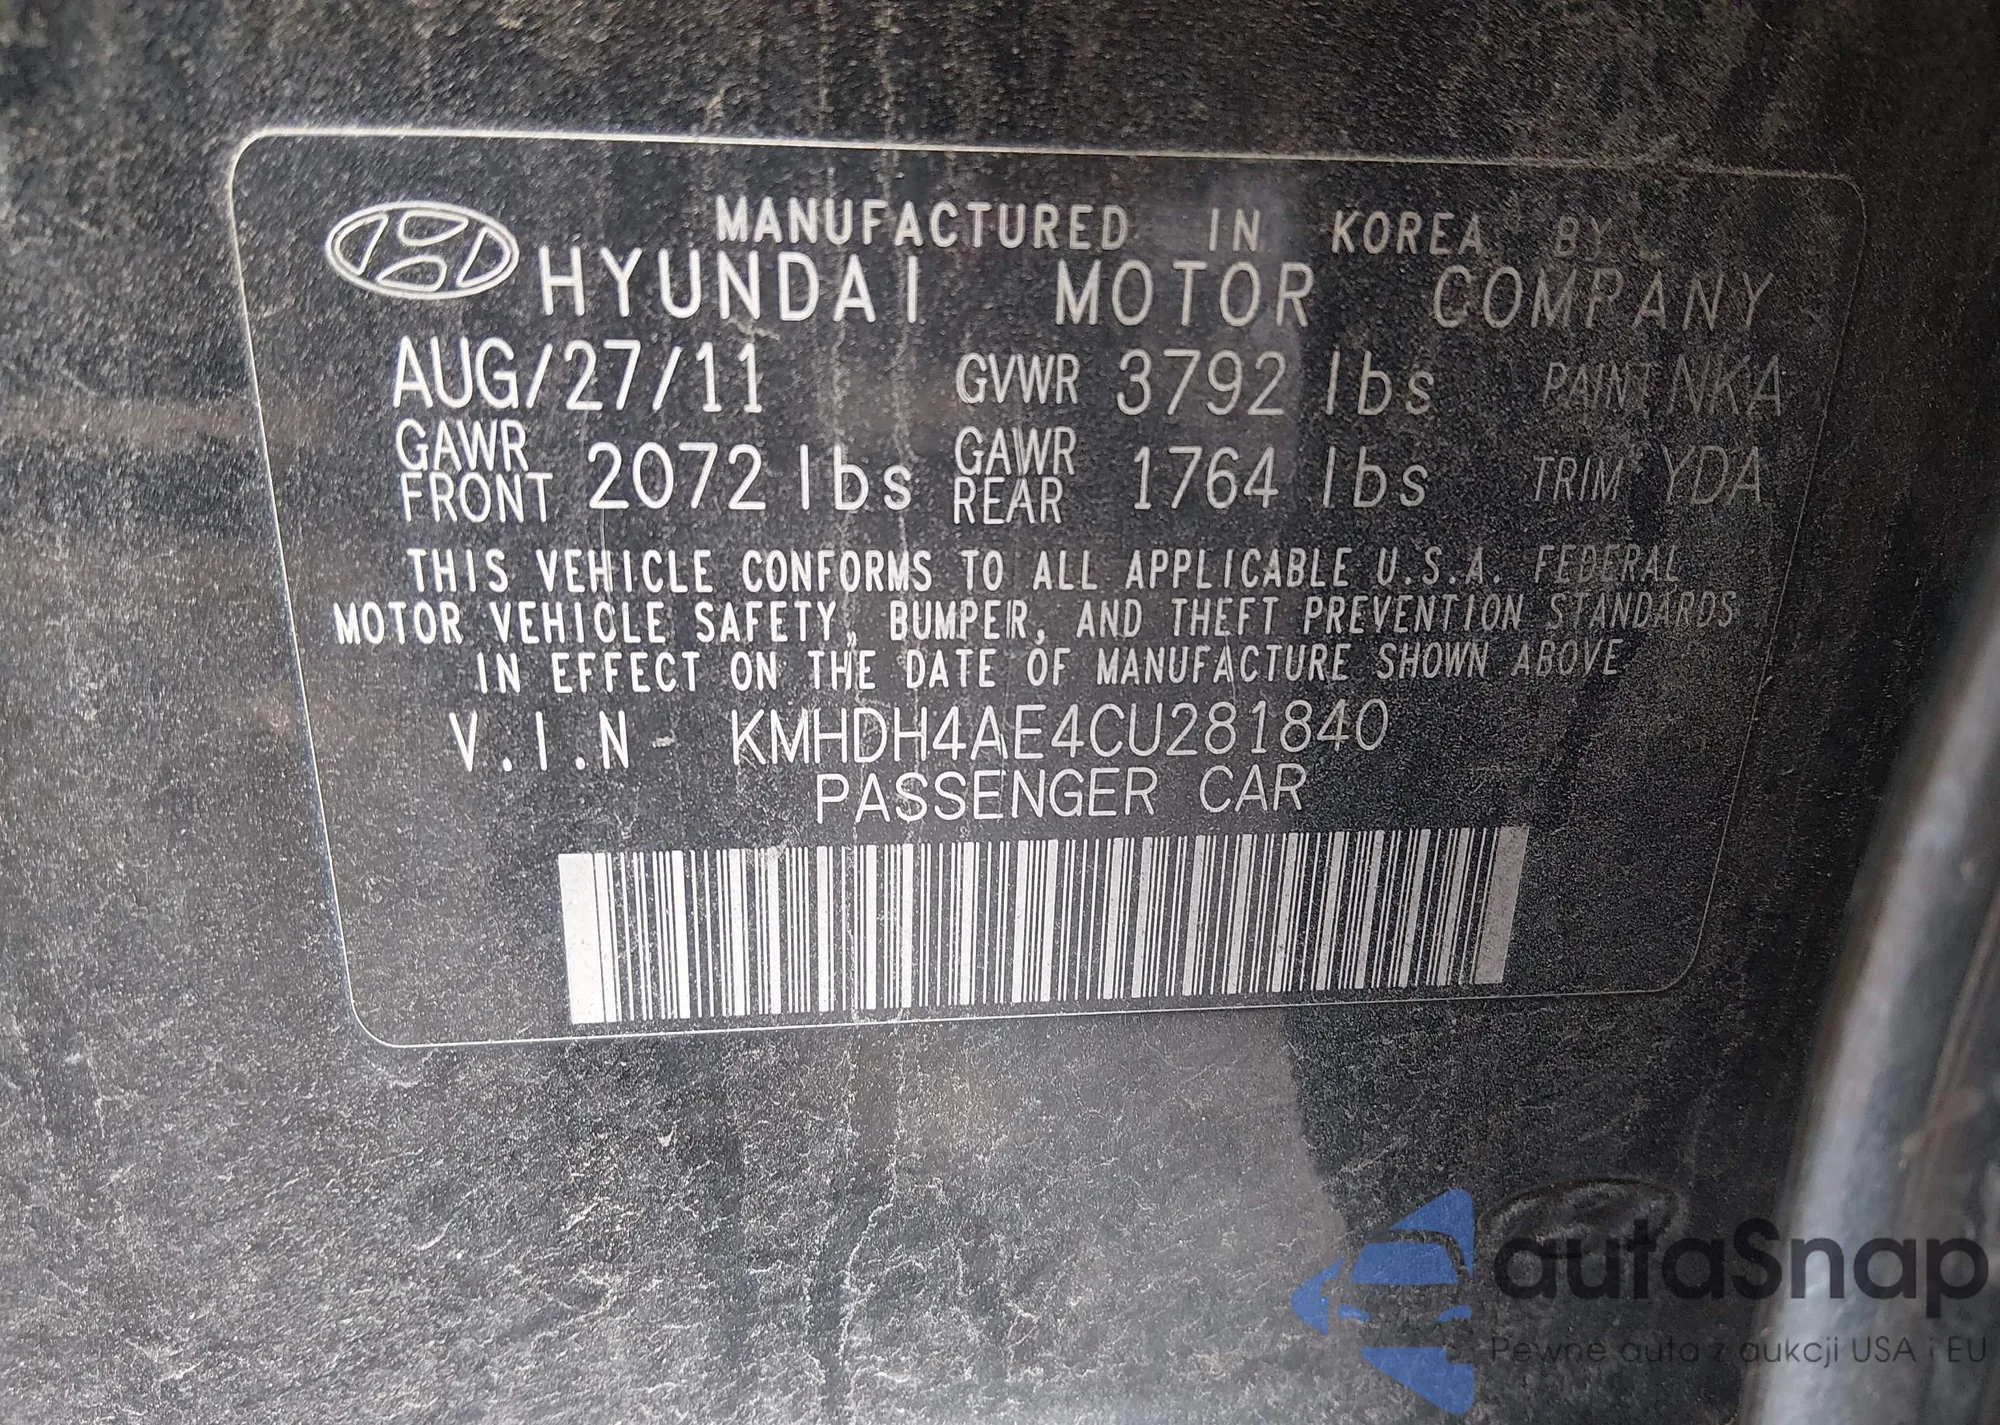 MANUFACTURED IN KOREA BY
HYUNDAI MOTOR COMPANY
AUG/27/11 GVWR 3792 lbs PAINT NKA
GAWR FRONT 2072 lbs GAWR REAR 1764 lbs TRIM YDA
THIS VEHICLE CONFORMS TO ALL APPLICABLE U.S.A. FEDERAL
MOTOR VEHICLE SAFETY, BUMPER, AND THEFT PREVENTION STANDARDS
IN EFFECT ON THE DATE OF MANUFACTURE SHOWN ABOVE
V.I.N - KMHDH4AE4CU281840
PASSENGER CAR
autaSnap
Pewne auta z aukcji USA i EU